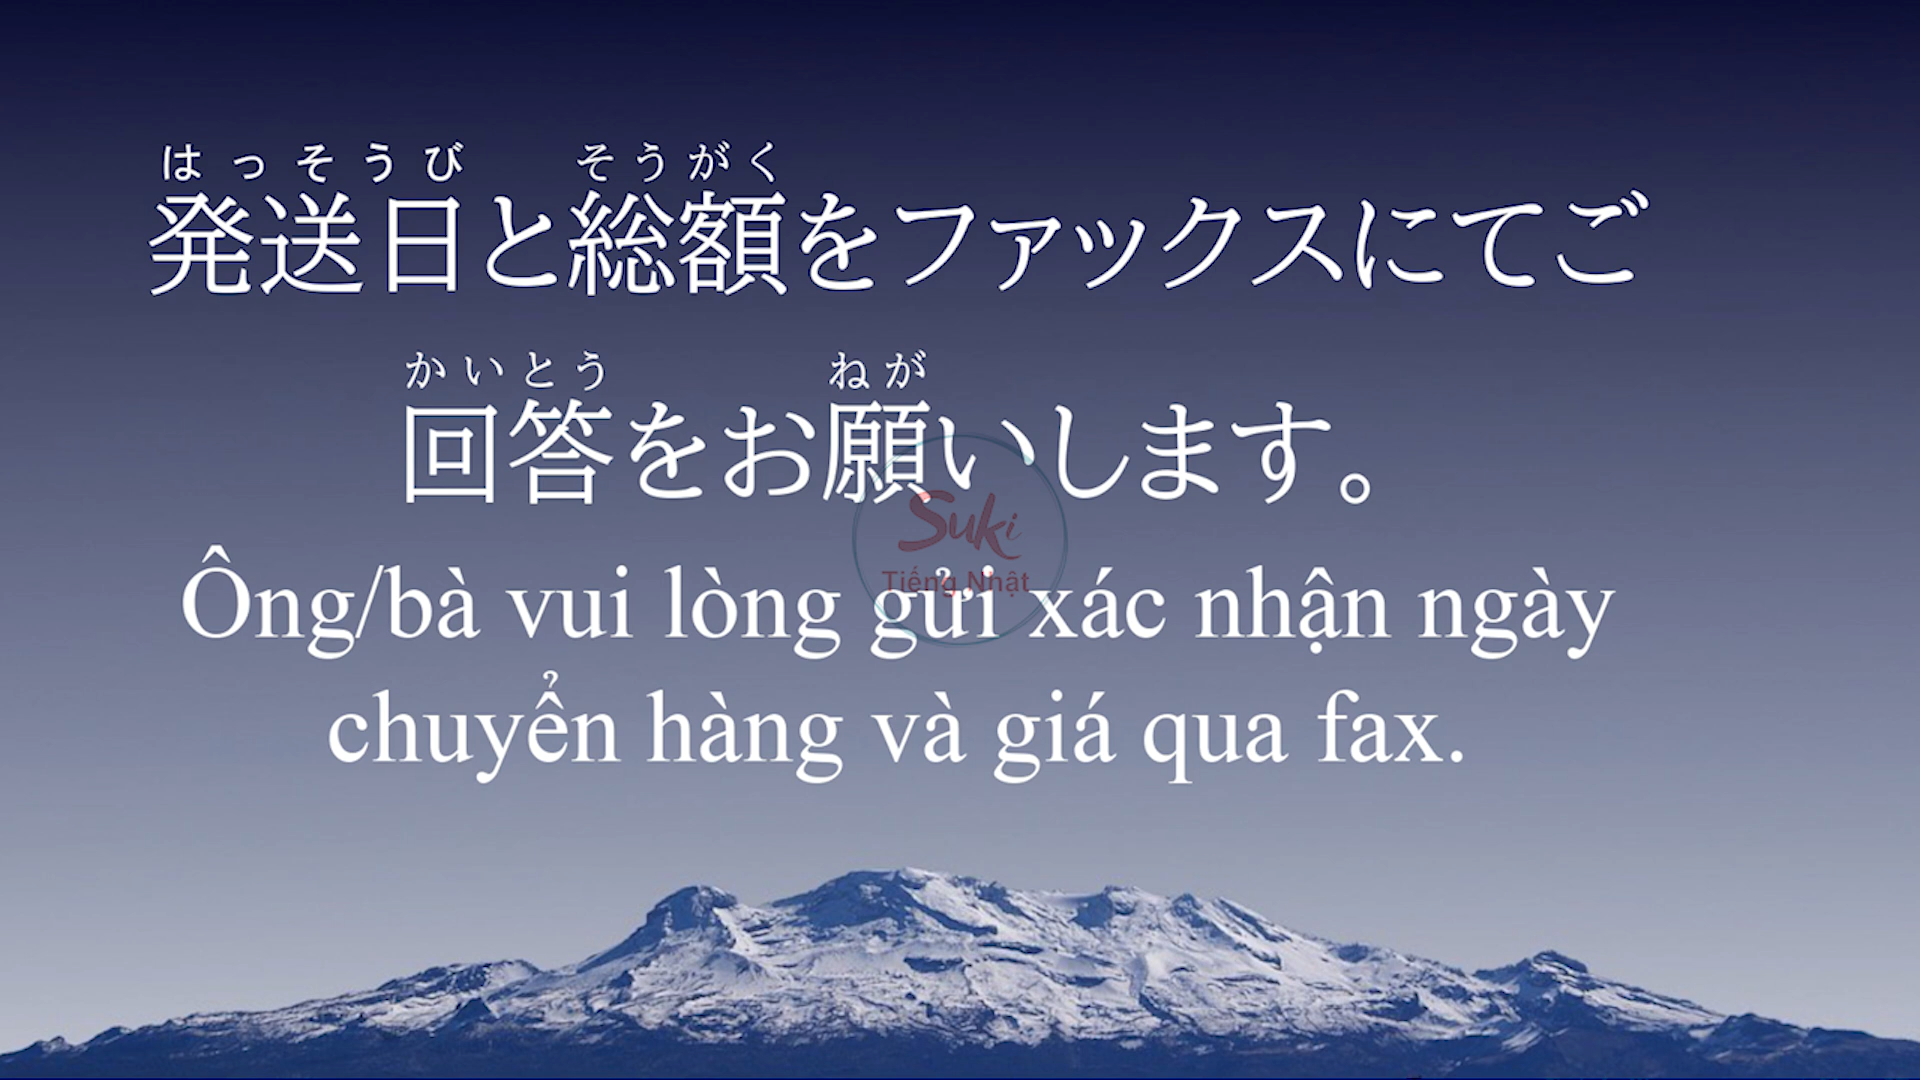 はっそうび そうがく
発送日と総額をファックスにてご
かいとう ねが
回答をお願いします。
Suki
Tiếng Nhật
Ông/bà vui lòng gửi xác nhận ngày
chuyển hàng và giá qua fax.